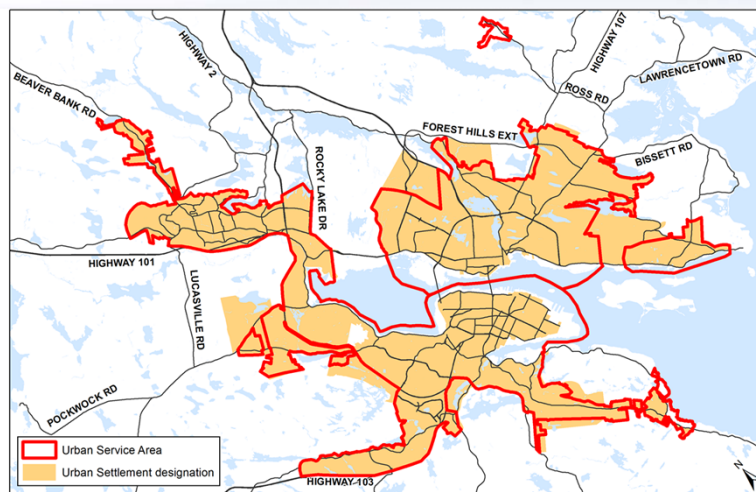 HIGHWAY 2
HIGHWAY 107
ROSS RD
LAWRENCETOWN RD
BEAVER BANK RD
FOREST HILLS EXT
BISSETT RD
ROCKY LAKE DR
HIGHWAY 101
LUCASVILLE RD
POCKWOCK RD
HIGHWAY 103
Urban Service Area
Urban Settlement designation
N